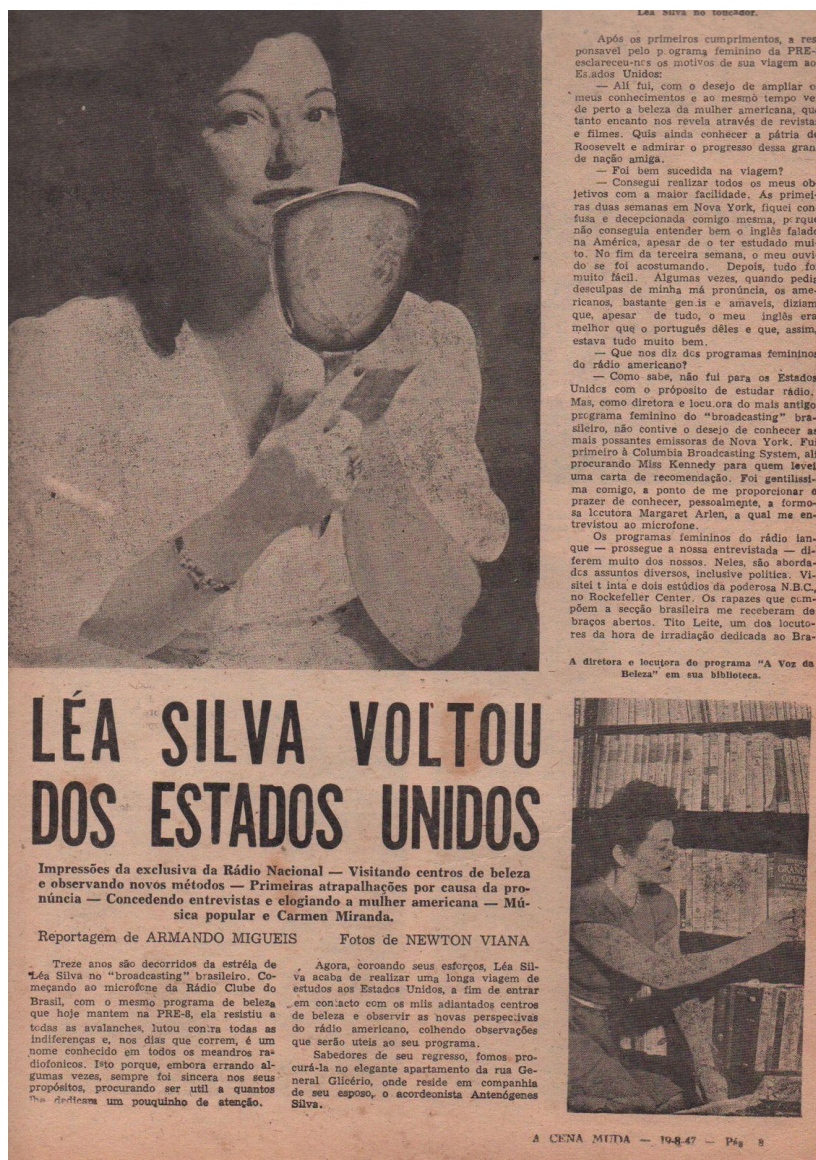 Léa Silva no toucador.
Após os primeiros cumprimentos, a res
ponsavel pelo p.ograma feminino da PRE-
esclareceu-nos os motivos de sua viagem ao
Es.ados Unidos:
— Ali fui, com o desejo de ampliar o
meus conhecimentos e ao mesmo tempo ve
de perto a beleza da mulher americana, qu
tanto encanto nos revela através de revista
e filmes. Quis ainda conhecer a pátria d
Roosevelt e admirar o progresso dessa gran
de nação amiga.
— Foi bem sucedida na viagem?
— Consegui realizar todos os meus ob
jetivos com a maior facilidade. As primei-
ras duas semanas em Nova York, fiquei con
fusa e decepcionada comigo mesma, porque
não conseguia entender bem o inglês falado
na América, apesar de o ter estudado mui-
to. No fim da terceira semana, o meu ouvi
do se foi acostumando. Depois, tudo fo
muito fácil. Algumas vezes, quando pedia
desculpas de minha má pronúncia, os ame-
ricanos, bastante gen.is e amaveis, diziam
que, apesar de tudo, o meu inglês era
melhor que o português dêles e que, assim,
estava tudo muito bem.
— Que nos diz dos programas femininos
do rádio americano?
— Como sabe, não fui para os Estados
Unidos com o própósito de estudar rádio.
Mas, como diretora e locu.ora do mais antigo
programa feminino do "broadcasting" bra-
sileiro, não contive o desejo de conhecer as
mais possantes emissoras de Nova York. Fui
primeiro à Columbia Broadcasting System, ali
procurando Miss Kennedy para quem levei
uma carta de recomendação. Foi gentilissi-
ma comigo, a ponto de me proporcionar o
prazer de conhecer, pessoalmente, a formo-
sa locutora Margaret Arlen, a qual me en-
trevistou ao microfone.
Os programas femininos do rádio ian-
que — prossegue a nossa entrevistada — di-
ferem muito dos nossos. Neles, são aborda-
dos assuntos diversos, inclusive política. Vi-
sitei t inta e dois estúdios da poderosa N.B.C.,
no Rockefeller Center. Os rapazes que com-
põem a secção brasileira me receberam de
braços abertos. Tito Leite, um dos locuto-
res da hora de irradiação dedicada ao Bra-
A diretora e locutora do programa "A Voz da
Beleza" em sua biblioteca.
LÉA SILVA VOLTOU
DOS ESTADOS UNIDOS
Impressões da exclusiva da Rádio Nacional — Visitando centros de beleza
e observando novos métodos — Primeiras atrapalhações por causa da pro-
núncia — Concedendo entrevistas e elogiando a mulher americana — Mú-
sica popular e Carmen Miranda.
Reportagem de ARMANDO MIGUEIS Fotos de NEWTON VIANA
Treze anos são decorridos da estréia de
Léa Silva no "broadcasting" brasileiro. Co-
meçando ao microfone da Rádio Clube do
Brasil, com o mesmo programa de beleza
que hoje mantem na PRE-8, ela resistiu a
todas as avalanches, lutou contra todas as
indiferenças e, nos dias que correm, é um
nome conhecido em todos os meandros ra-
diofonicos. Isto porque, embora errando al-
gumas vezes, sempre foi sincera nos seus
propósitos, procurando ser util a quantos
lhe dedicam um pouquinho de atenção.
Agora, coroando seus esforços, Léa Sil-
va acaba de realizar uma longa viagem de
estudos aos Estados Unidos, a fim de entrar
em contacto com os mlis adiantados centros
de beleza e observir as novas perspectivas
do rádio americano, colhendo observações
que serão uteis ao seu programa.
Sabedores de seu regresso, fomos pro-
curá-la no elegante apartamento da rua Ge-
neral Glicério, onde reside em companhia
de seu esposo, o acordeonista Antenógenes
Silva.
GRANDES
OPERAS
A CENA MUDA — 19-8-47 — Pág 8